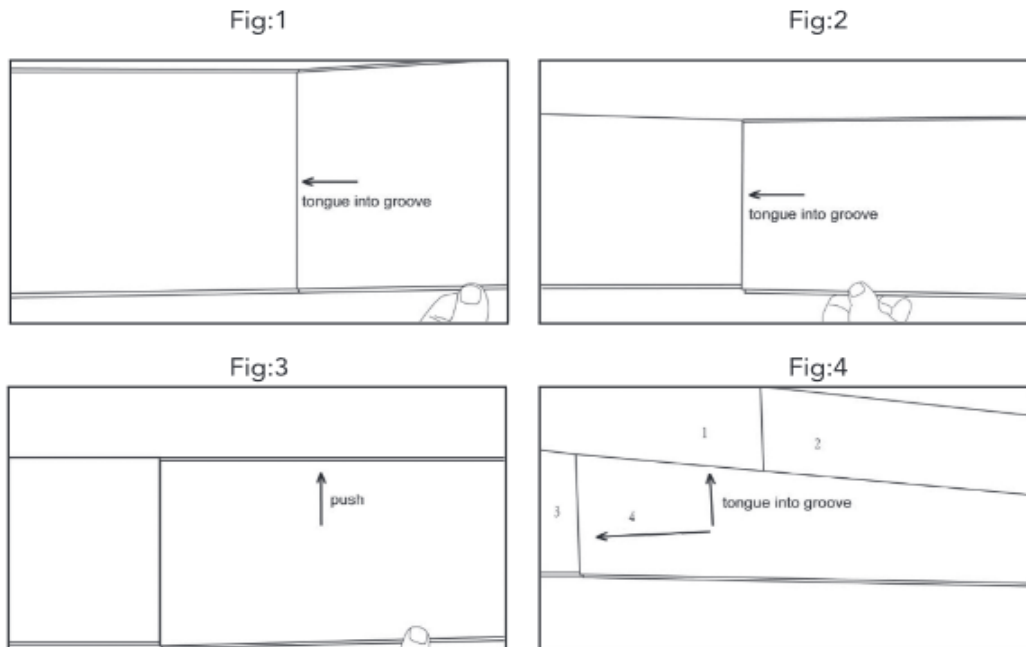 Fig:1
Fig:2
tongue into groove
tongue into groove
Fig:3
Fig:4
push
1
2
tongue into groove
3
4